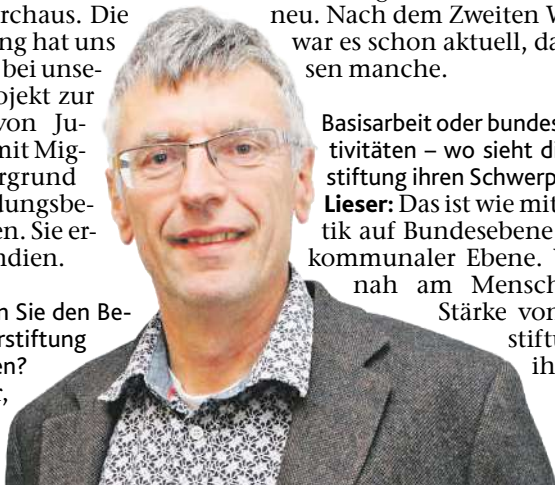 rchaus. Die
ng hat uns
bei unse-
ojekt zur
von Ju-
mit Mig-
rgrund
lungsbe-
en. Sie er-
ndien.
n Sie den Be-
rstiftung
en?
neu. Nach dem Zweiten W
war es schon aktuell, da
sen manche.
Basisarbeit oder bundes
tivitäten – wo sieht di
stiftung ihren Schwerp
Lieser: Das ist wie mit
tik auf Bundesebene
kommunaler Ebene.
nah am Mensch
Stärke von
stiftu
ih